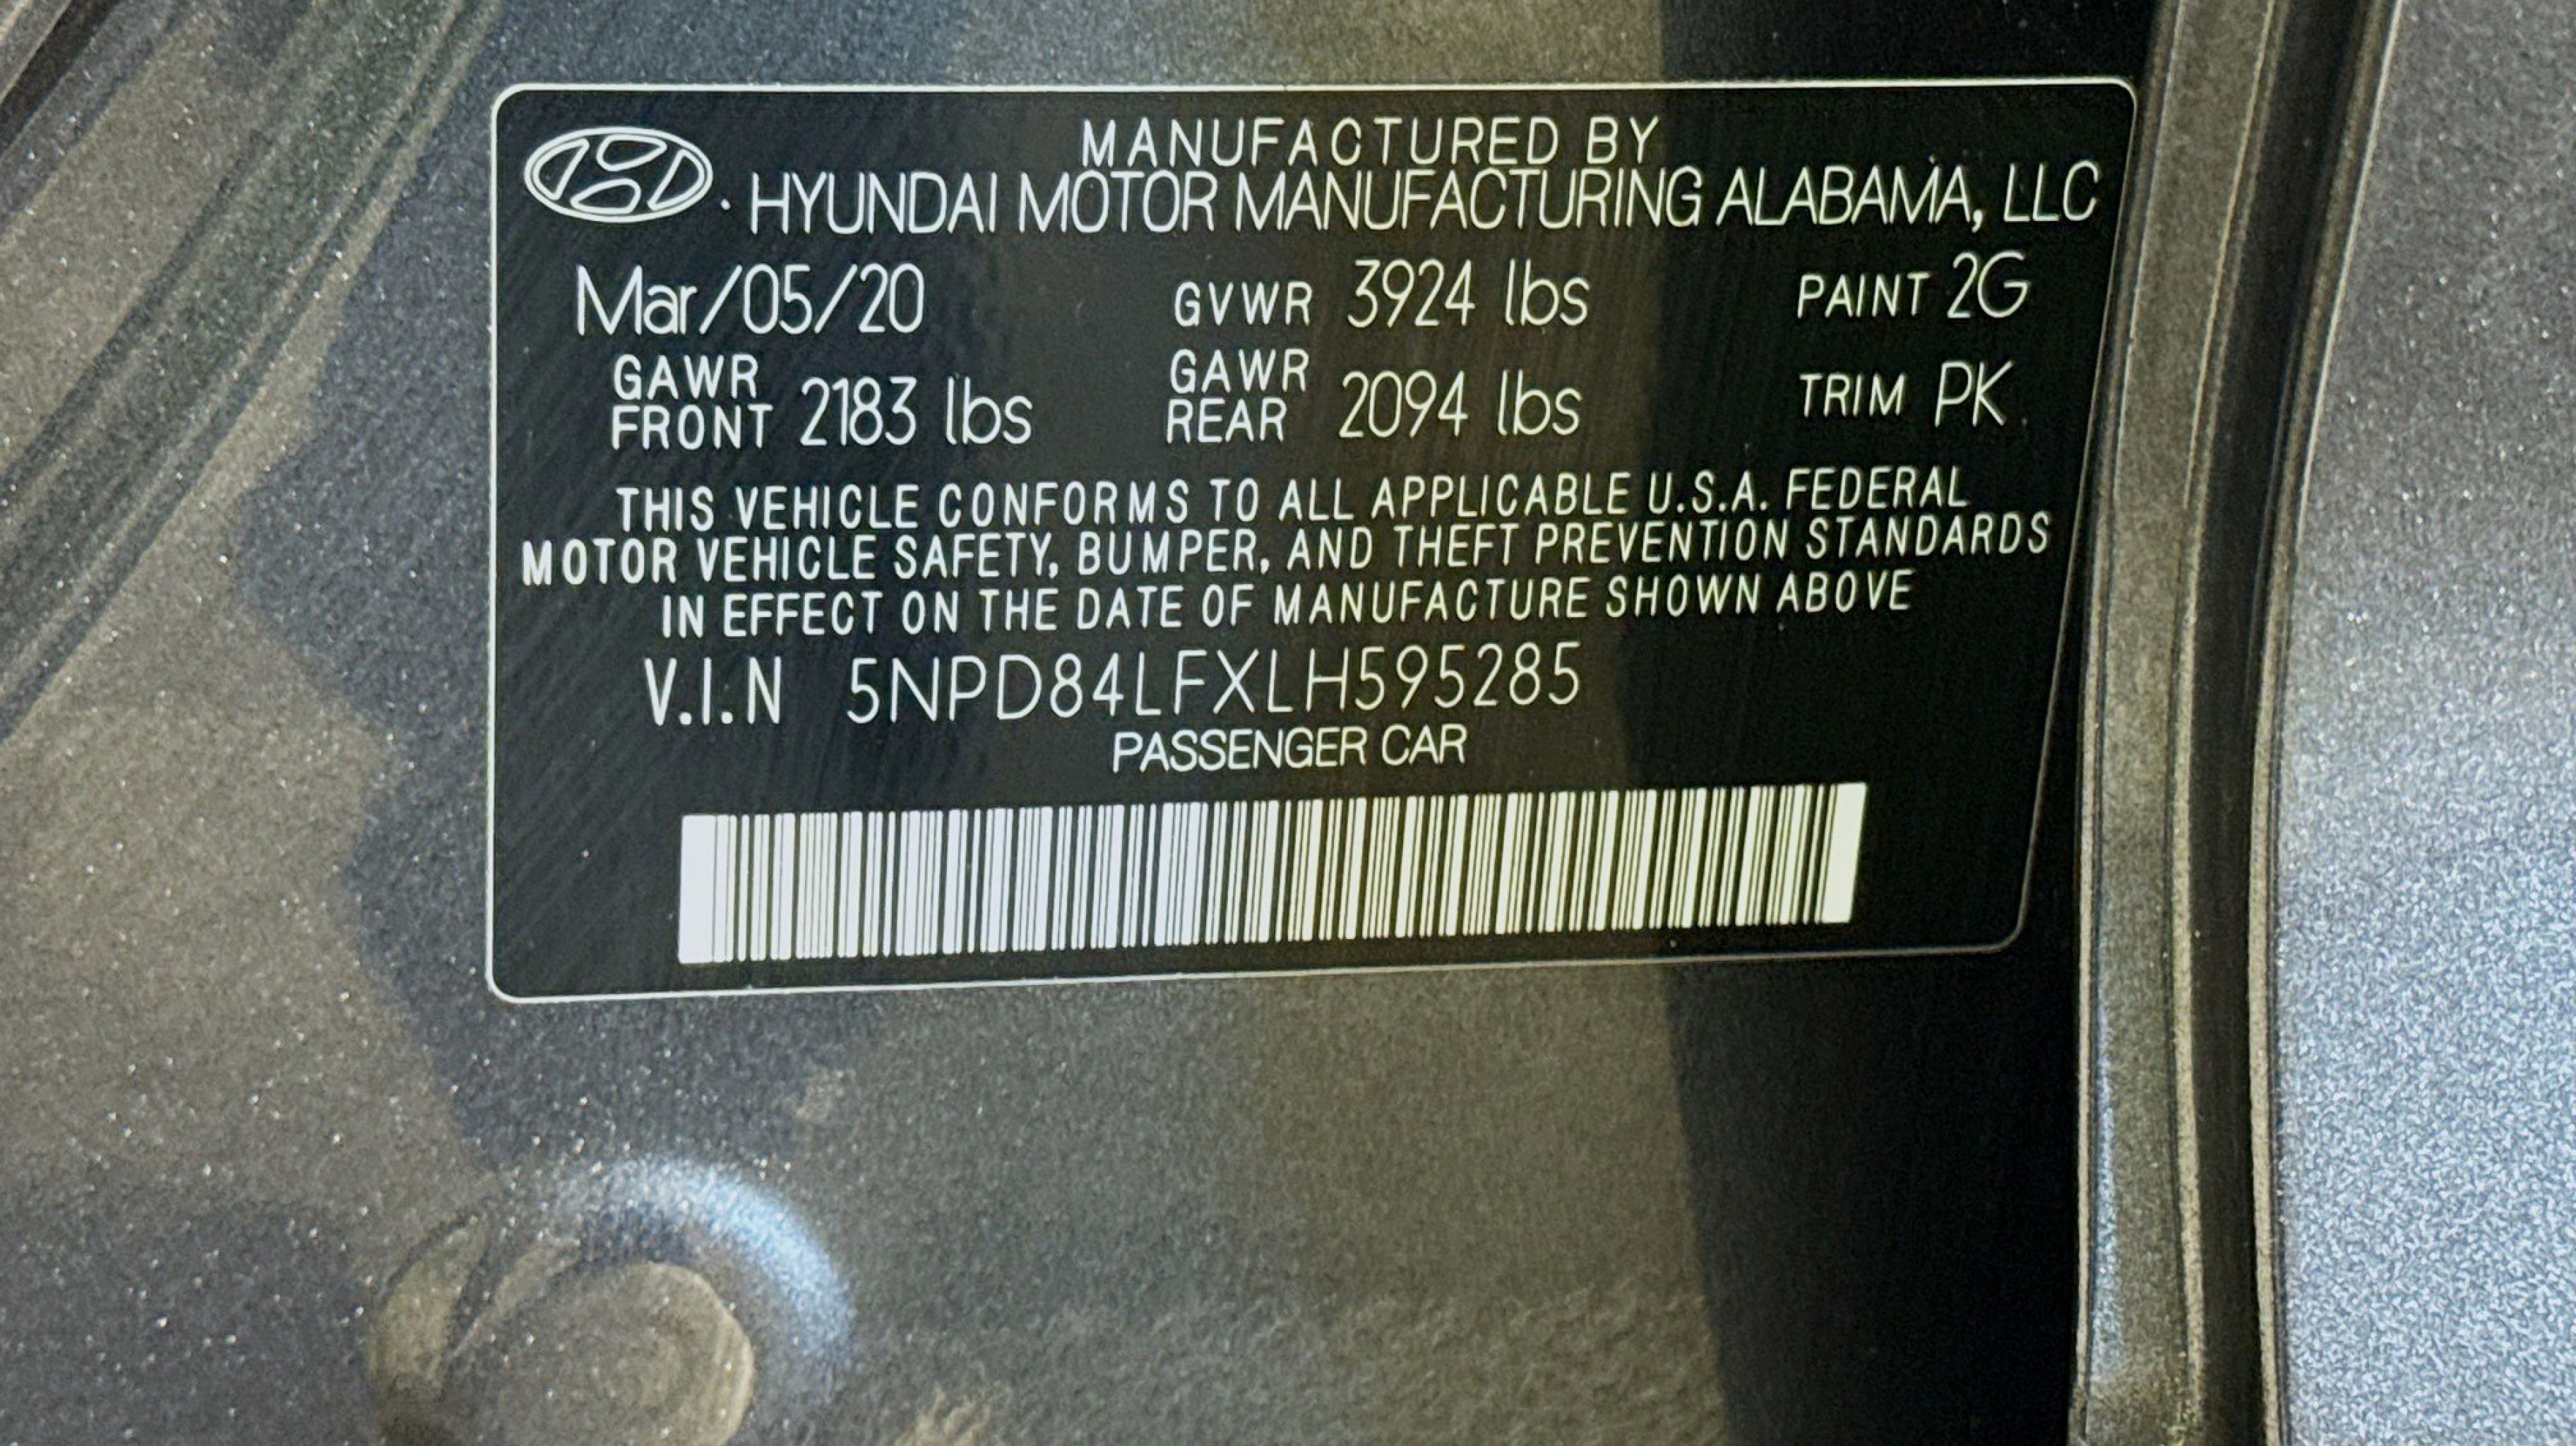 MANUFACTURED BY
HYUNDAI MOTOR MANUFACTURING ALABAMA, LLC
Mar/05/20 GVWR 3924 lbs PAINT 2G
GAWR FRONT 2183 lbs GAWR REAR 2094 lbs TRIM PK
THIS VEHICLE CONFORMS TO ALL APPLICABLE U.S.A. FEDERAL
MOTOR VEHICLE SAFETY, BUMPER, AND THEFT PREVENTION STANDARDS
IN EFFECT ON THE DATE OF MANUFACTURE SHOWN ABOVE
V.I.N 5NPD84LFXLH595285
PASSENGER CAR